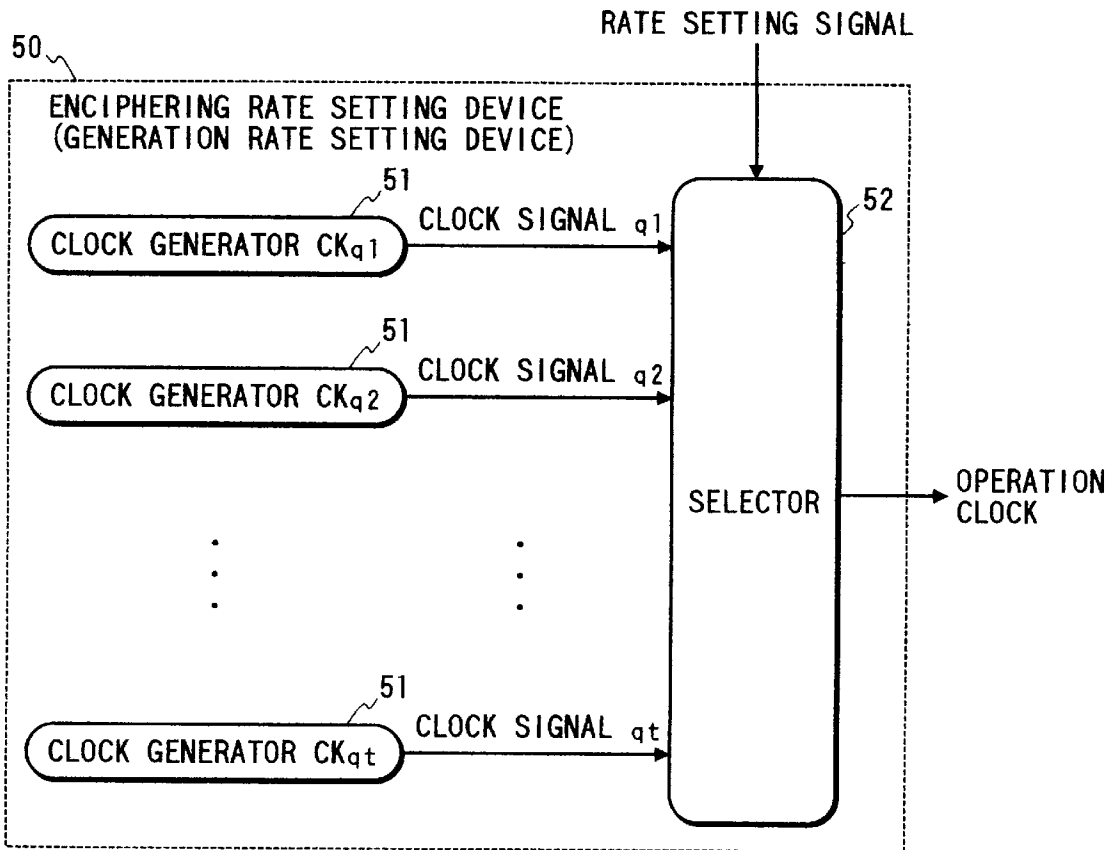 RATE SETTING SIGNAL
50
ENCIPHERING RATE SETTING DEVICE
(GENERATION RATE SETTING DEVICE)
51
CLOCK GENERATOR CKq1
CLOCK SIGNAL q1
52
51
CLOCK GENERATOR CKq2
CLOCK SIGNAL q2
SELECTOR
OPERATION
CLOCK
51
CLOCK GENERATOR CKqt
CLOCK SIGNAL qt